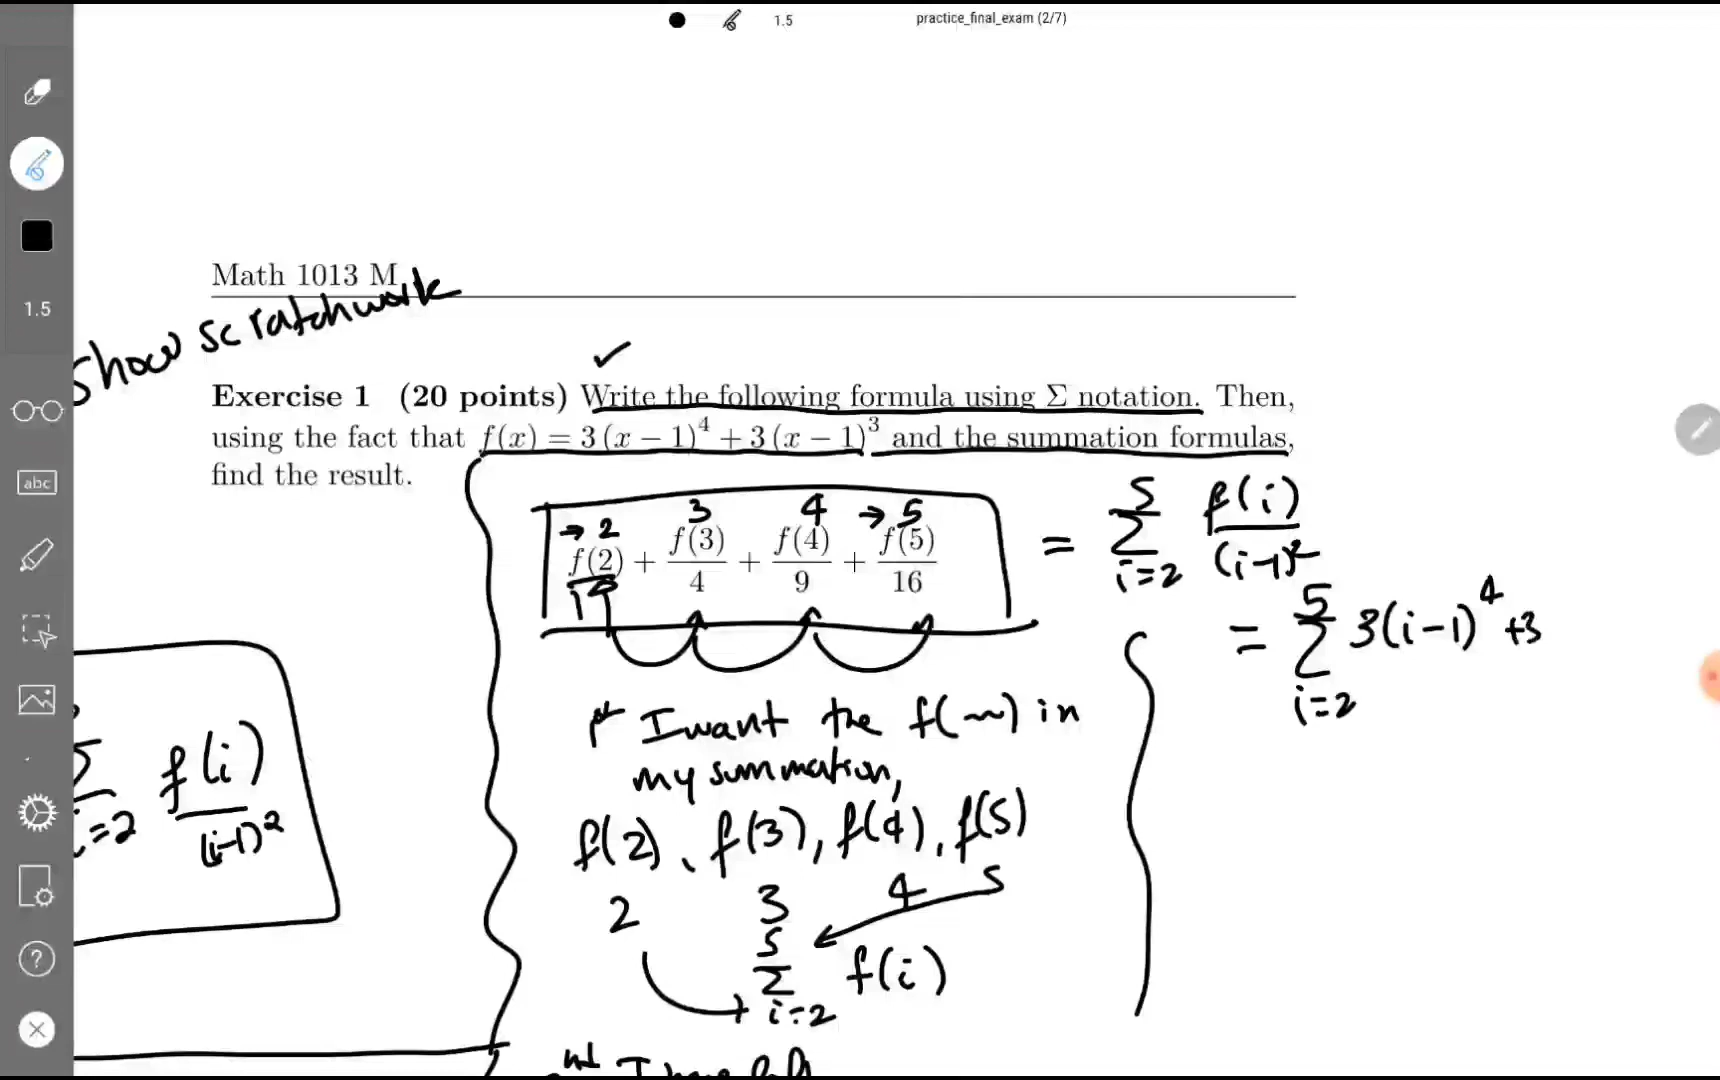 1.5 practice_final_exam (2/7)
1.5
abc
Math 1013 M
Show scratchwork
Exercise 1 (20 points) Write the following formula using Σ notation. Then,
using the fact that f(x) = 3(x − 1)^4 + 3(x − 1)^3 and the summation formulas,
find the result.
→ 2 3 4 → 5
f(2)/1² + f(3)/4 + f(4)/9 + f(5)/16 = Σ_{i=2}^{5} f(i)/(i-1)²
= Σ_{i=2}^{5} 3(i-1)^4 +3
I want the f(~) in
my summation,
f(2), f(3), f(4), f(5)
2 3 4 5
Σ_{i=2}^{5} f(i)
Σ_{i=2} f(i)/(i-1)²
?